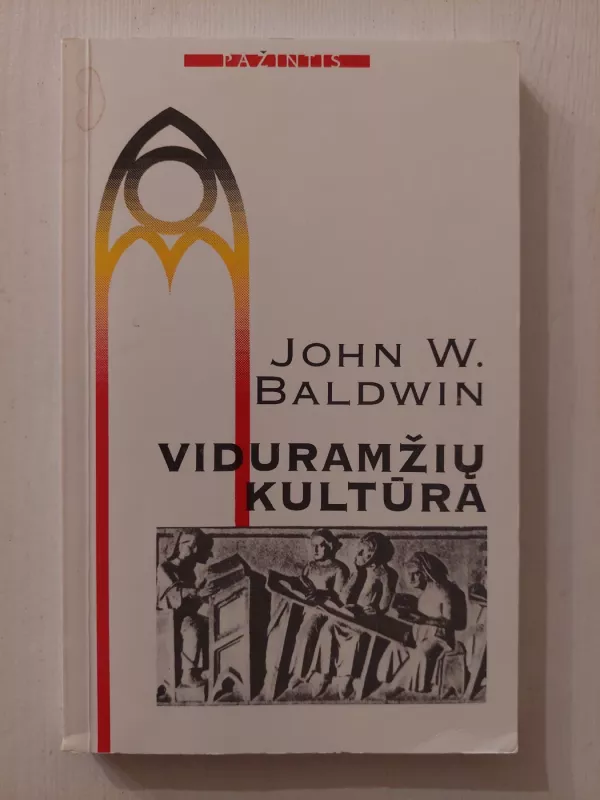 PAŽINTIS
JOHN W.
BALDWIN
VIDURAMŽIŲ
KULTŪRA